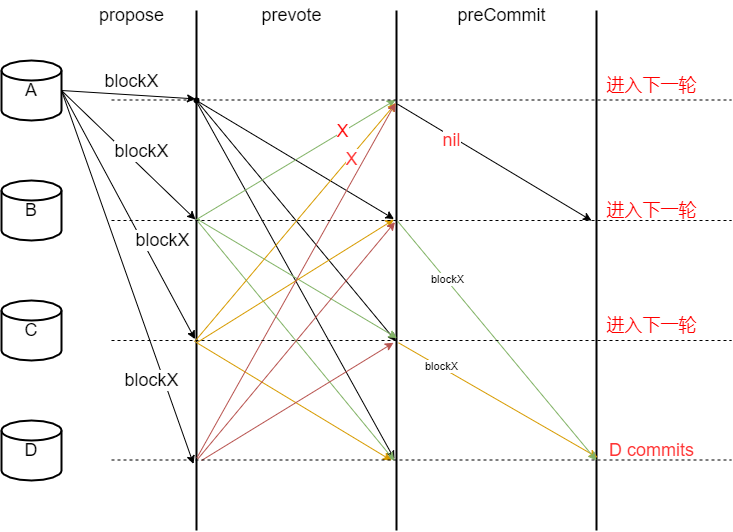 propose
prevote
preCommit
A
blockX
进入下一轮
X
nil
blockX
X
B
进入下一轮
blockX
blockX
C
进入下一轮
blockX
blockX
D
D commits